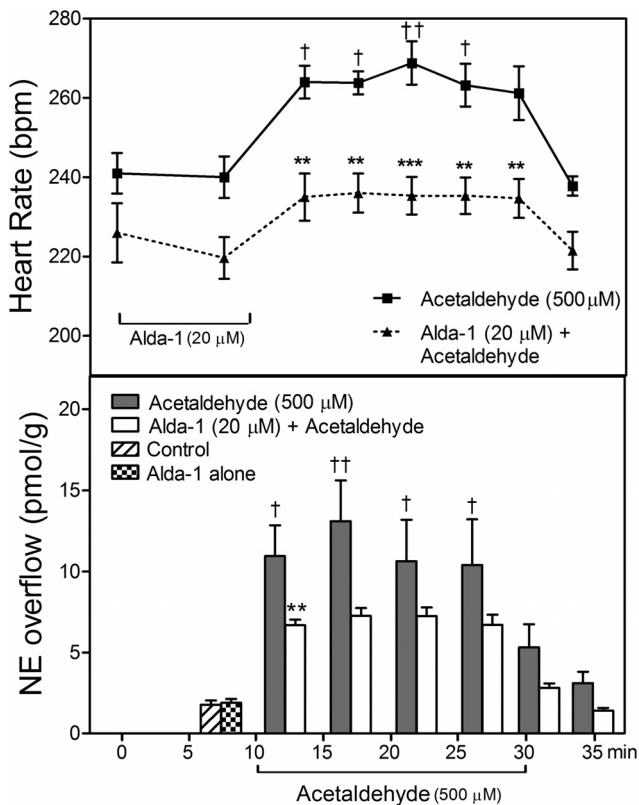 Heart Rate (bpm)
280
260
240
220
200
†
†
††
†
**
**
***
**
**
Alda-1 (20 μM)
Acetaldehyde (500 μM)
Alda-1 (20 μM) +
Acetaldehyde
NE overflow (pmol/g)
20
15
10
5
0
Acetaldehyde (500 μM)
Alda-1 (20 μM) + Acetaldehyde
Control
Alda-1 alone
†
††
†
†
**
0 5 10 15 20 25 30 35 min
Acetaldehyde (500 μM)